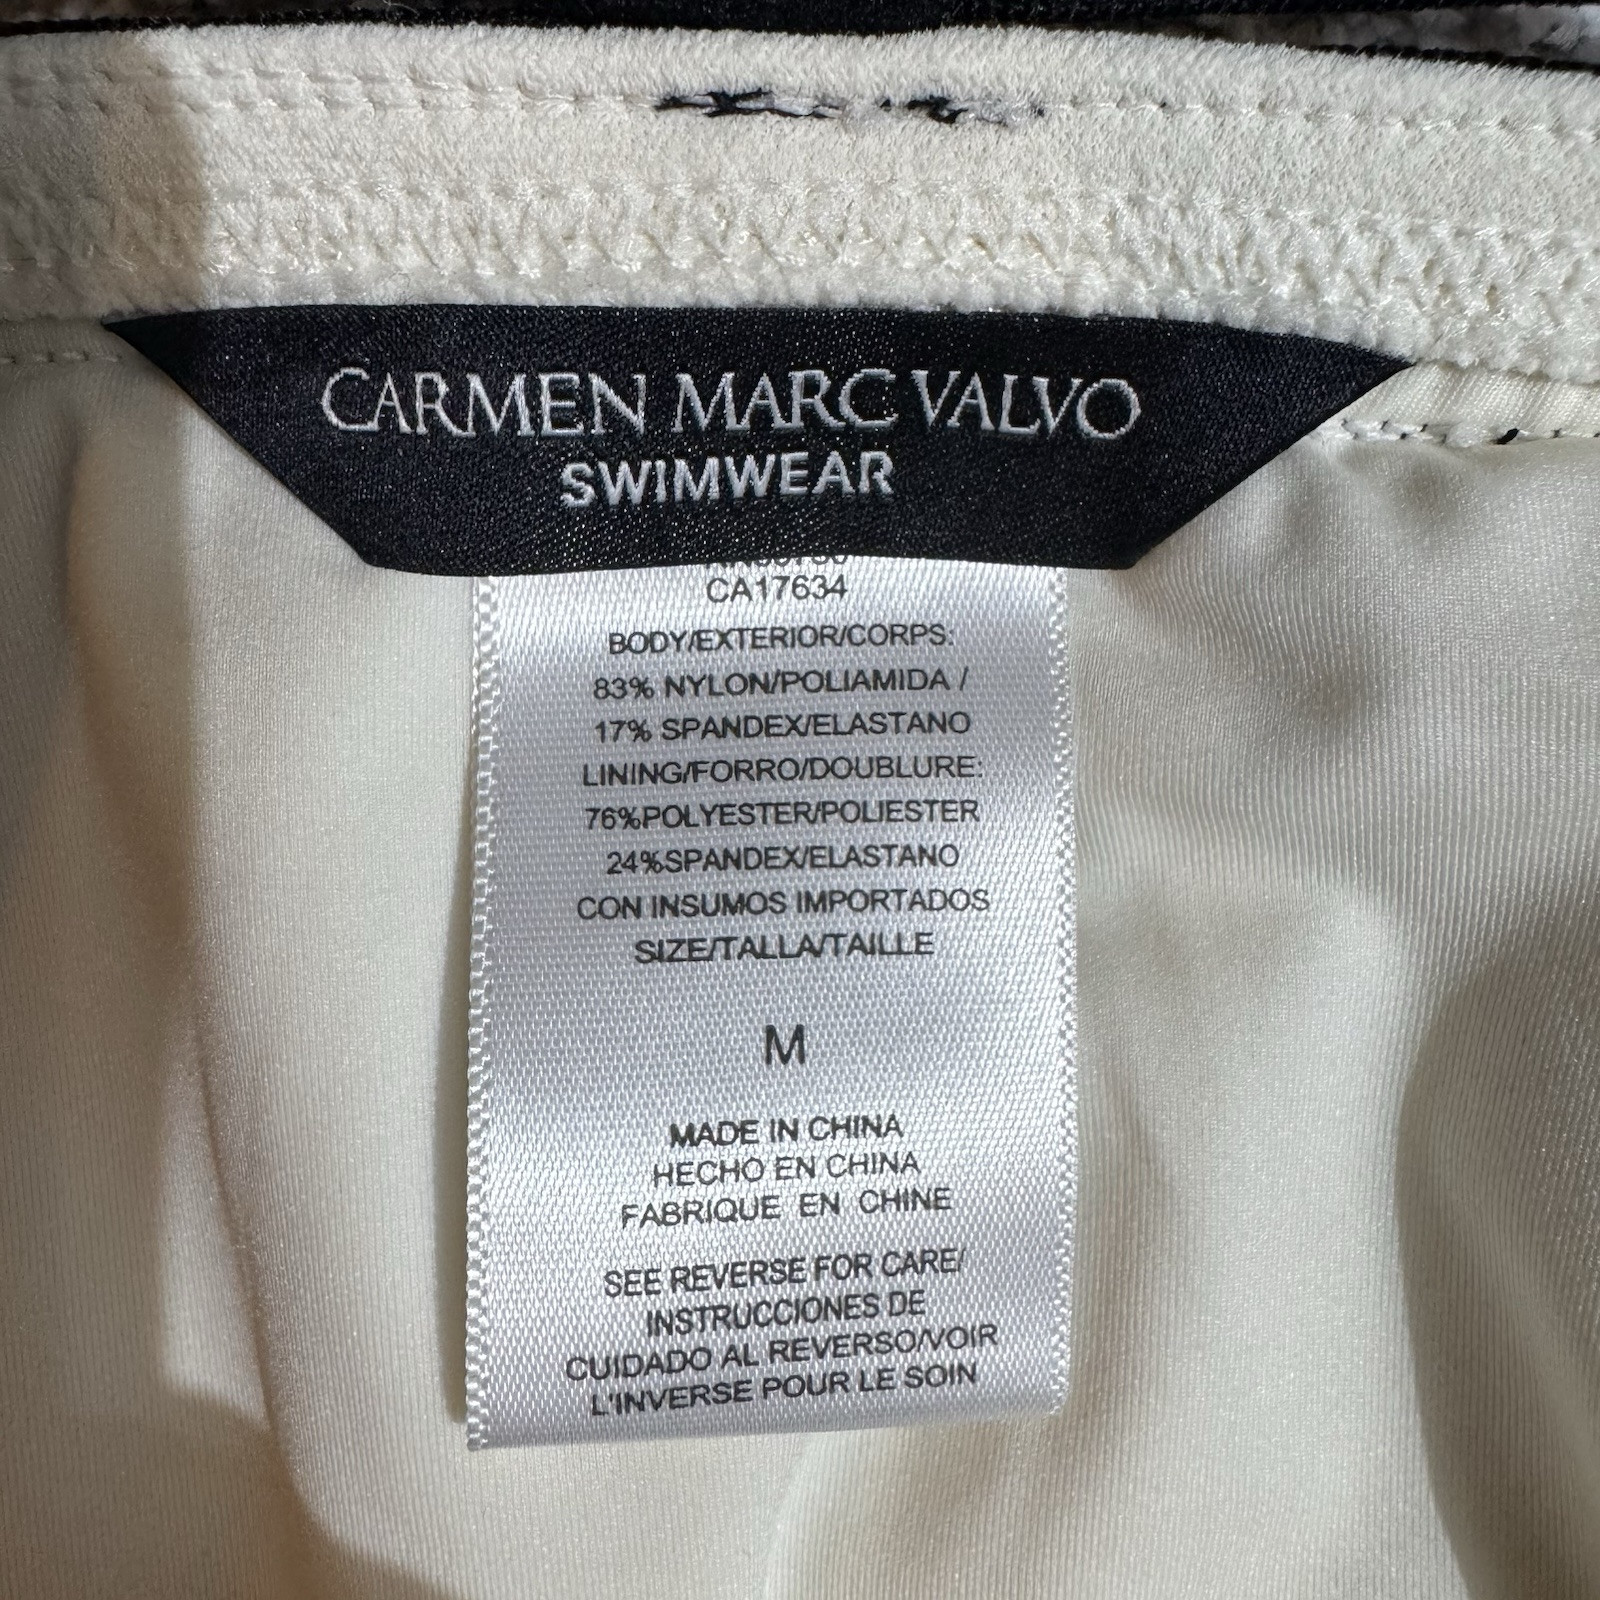 CARMEN MARC VALVO
SWIMWEAR
CA17634
BODY/EXTERIOR/CORPS:
83% NYLON/POLIAMIDA /
17% SPANDEX/ELASTANO
LINING/FORRO/DOUBLURE:
76%POLYESTER/POLIESTER
24%SPANDEX/ELASTANO
CON INSUMOS IMPORTADOS
SIZE/TALLA/TAILLE
M
MADE IN CHINA
HECHO EN CHINA
FABRIQUE EN CHINE
SEE REVERSE FOR CARE/
INSTRUCCIONES DE
CUIDADO AL REVERSO/VOIR
L'INVERSE POUR LE SOIN